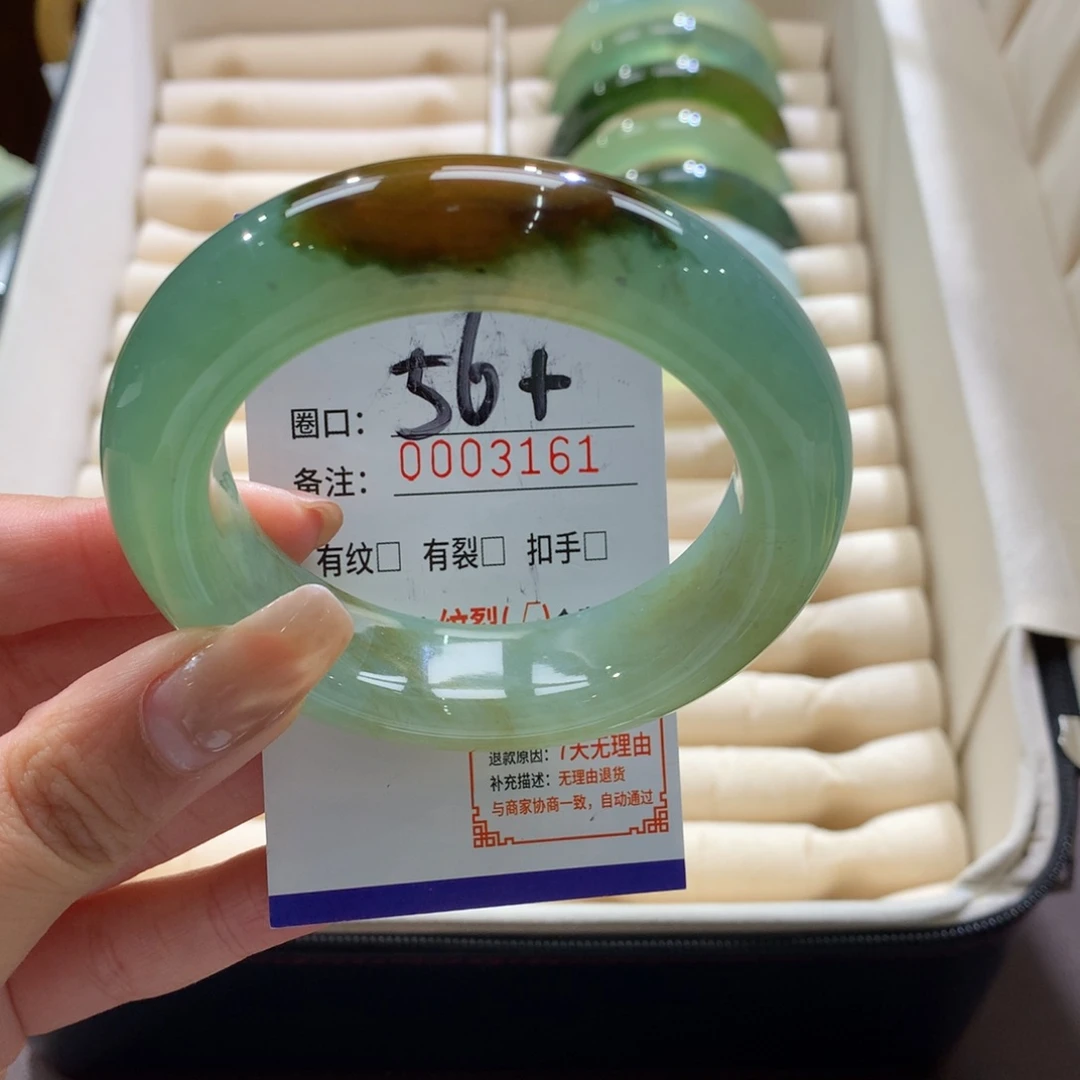 圈口： 56+
备注： 0003161
有纹□ 有裂□ 扣手□
纹裂(
退款原因：7天无理由
补充描述：无理由退货
与商家协商一致，自动通过